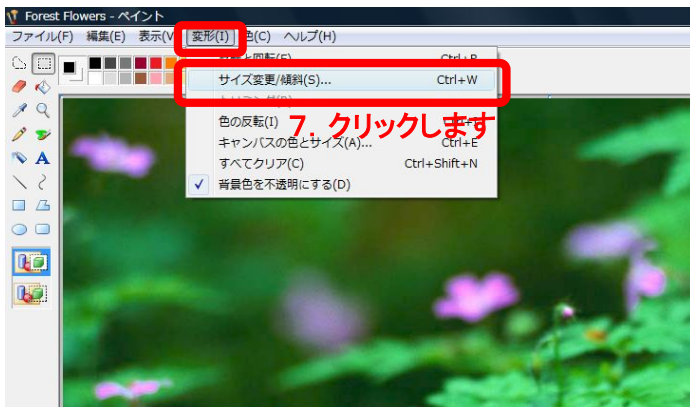 Forest Flowers - ペイント
ファイル(F) 編集(E) 表示(V) 変形(I) 色(C) ヘルプ(H)
サイズ変更/傾斜(S)... Ctrl+W
色の反転(I)
7. クリックします
キャンバスの色とサイズ(A)... Ctrl+E
すべてクリア(C) Ctrl+Shift+N
背景色を不透明にする(D)
A